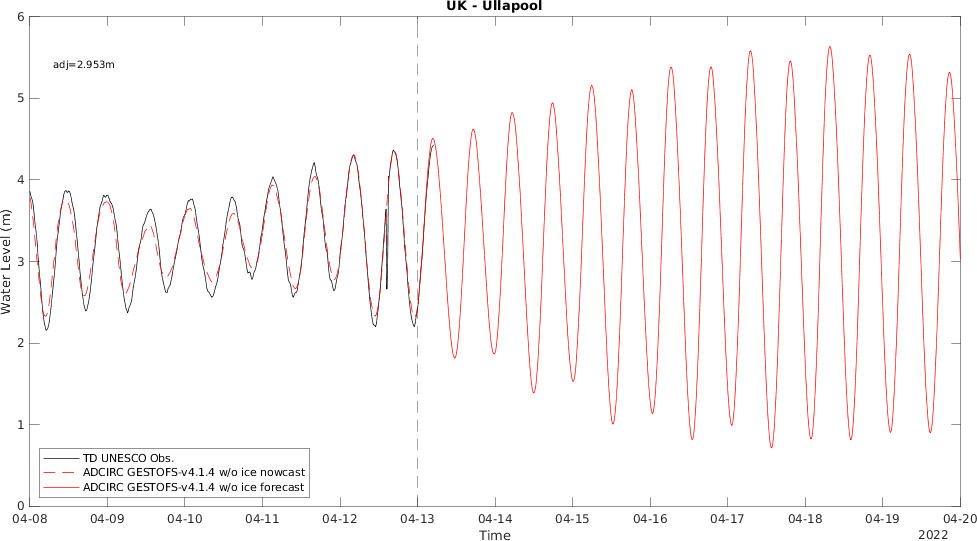 UK - Ullapool
6
adj=2.953m
5
4
3
2
1
0
Water Level (m)
TD UNESCO Obs.
ADCIRC GESTOFS-v4.1.4 w/o ice nowcast
ADCIRC GESTOFS-v4.1.4 w/o ice forecast
04-08 04-09 04-10 04-11 04-12 04-13 04-14 04-15 04-16 04-17 04-18 04-19 04-20
Time
2022